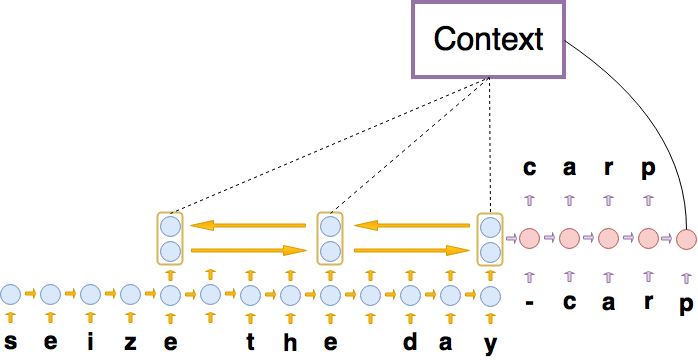 Context
c a r p
- c a r p
s e i z e t h e d a y